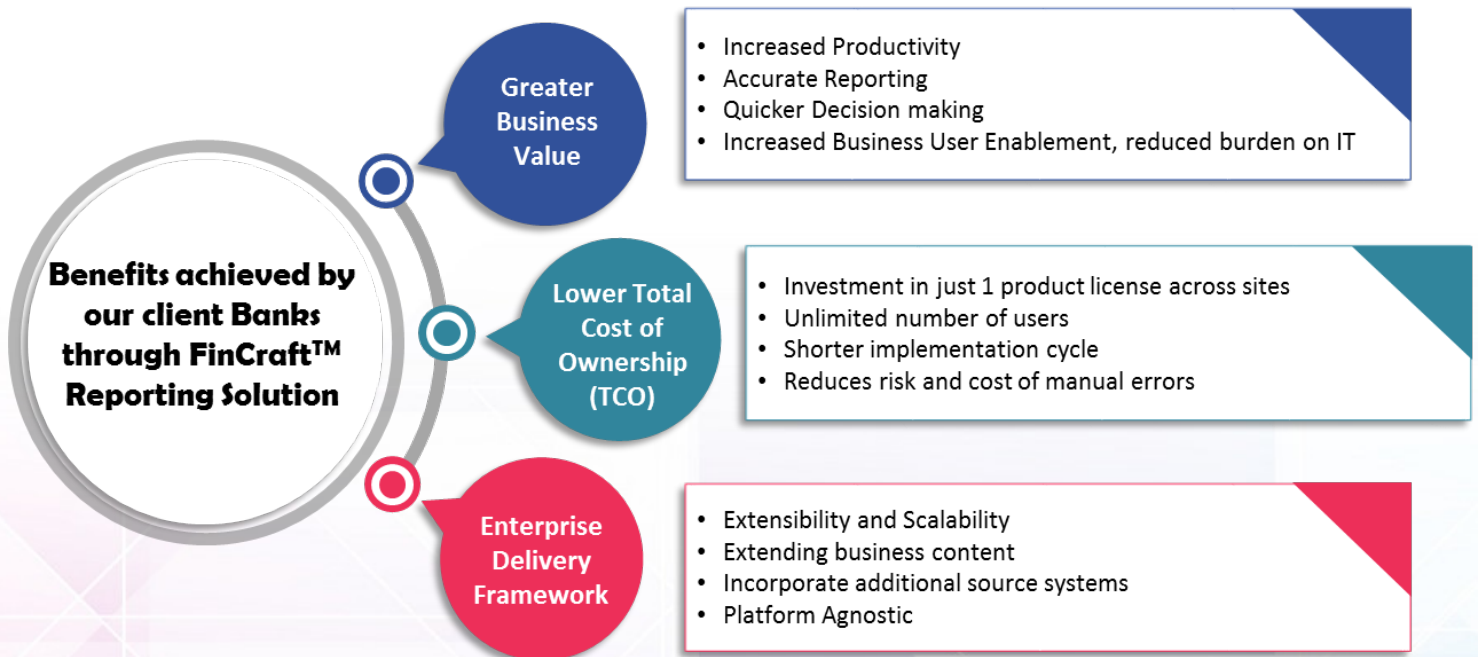 Benefits achieved by
our client Banks
through FinCraft™
Reporting Solution
Greater
Business
Value
• Increased Productivity
• Accurate Reporting
• Quicker Decision making
• Increased Business User Enablement, reduced burden on IT
Lower Total
Cost of
Ownership
(TCO)
• Investment in just 1 product license across sites
• Unlimited number of users
• Shorter implementation cycle
• Reduces risk and cost of manual errors
Enterprise
Delivery
Framework
• Extensibility and Scalability
• Extending business content
• Incorporate additional source systems
• Platform Agnostic